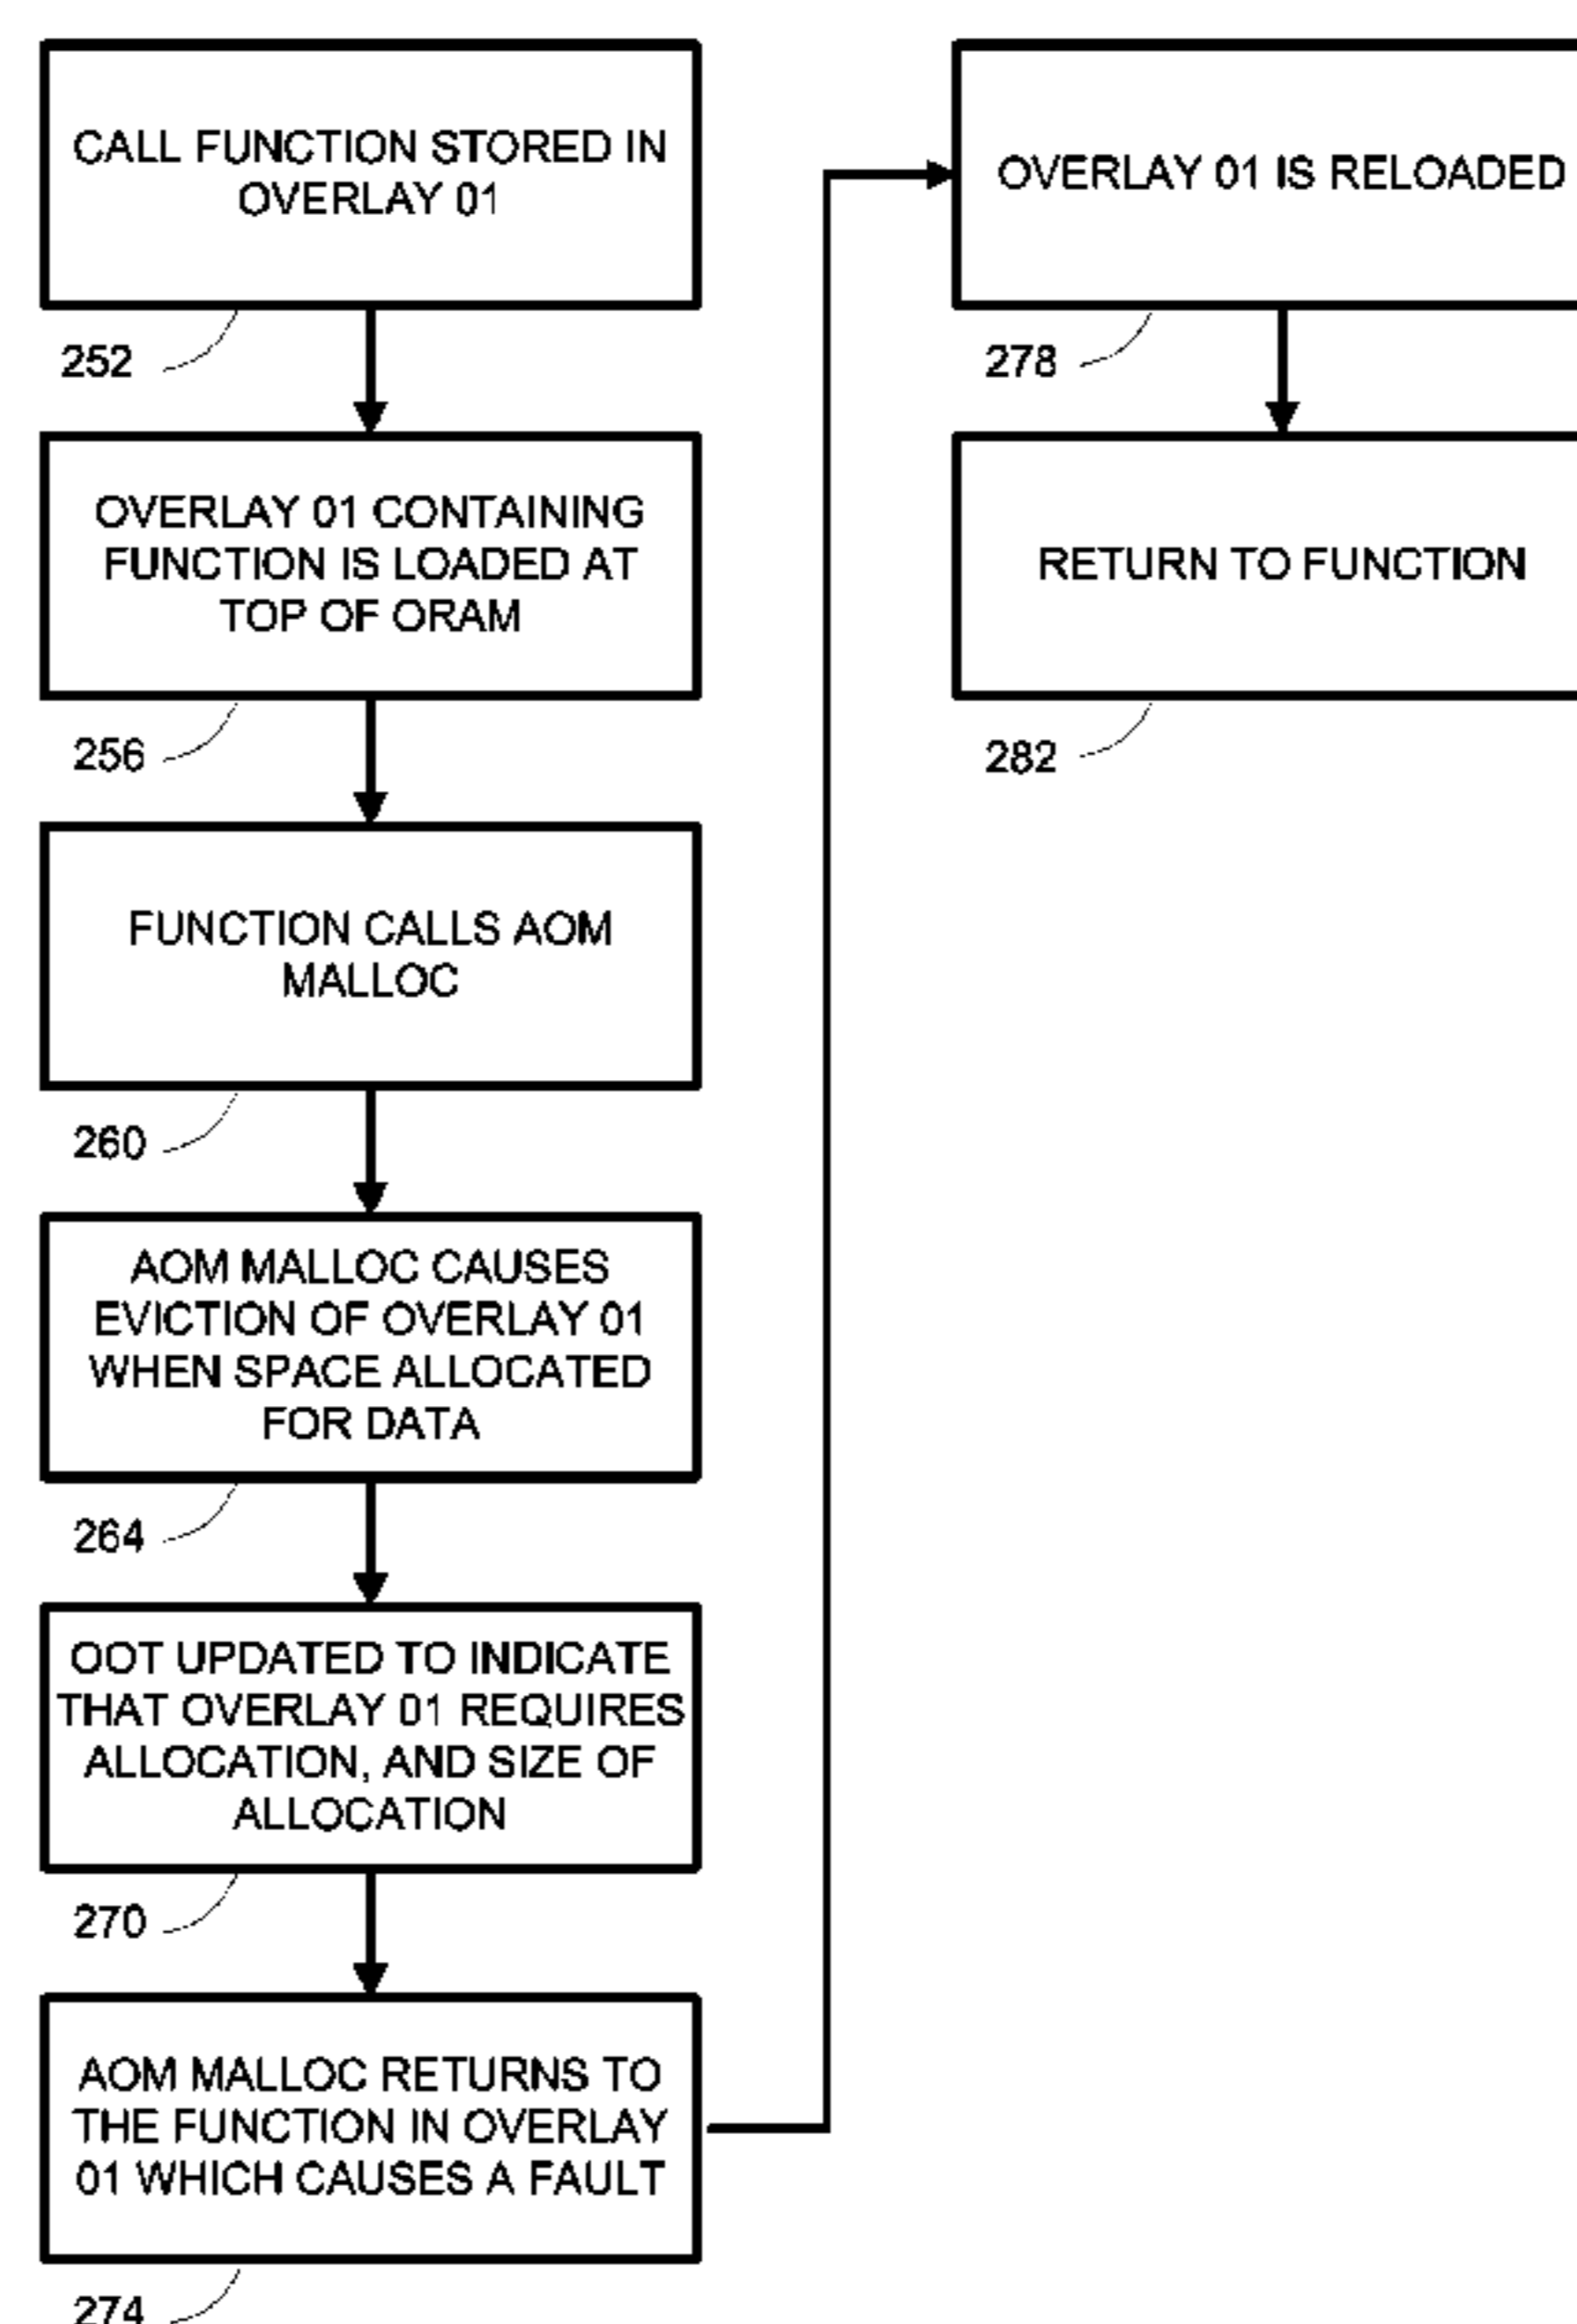 CALL FUNCTION STORED IN
OVERLAY 01
252
OVERLAY 01 CONTAINING
FUNCTION IS LOADED AT
TOP OF ORAM
256
FUNCTION CALLS AOM
MALLOC
260
AOM MALLOC CAUSES
EVICTION OF OVERLAY 01
WHEN SPACE ALLOCATED
FOR DATA
264
OOT UPDATED TO INDICATE
THAT OVERLAY 01 REQUIRES
ALLOCATION, AND SIZE OF
ALLOCATION
270
AOM MALLOC RETURNS TO
THE FUNCTION IN OVERLAY
01 WHICH CAUSES A FAULT
274
OVERLAY 01 IS RELOADED
278
RETURN TO FUNCTION
282